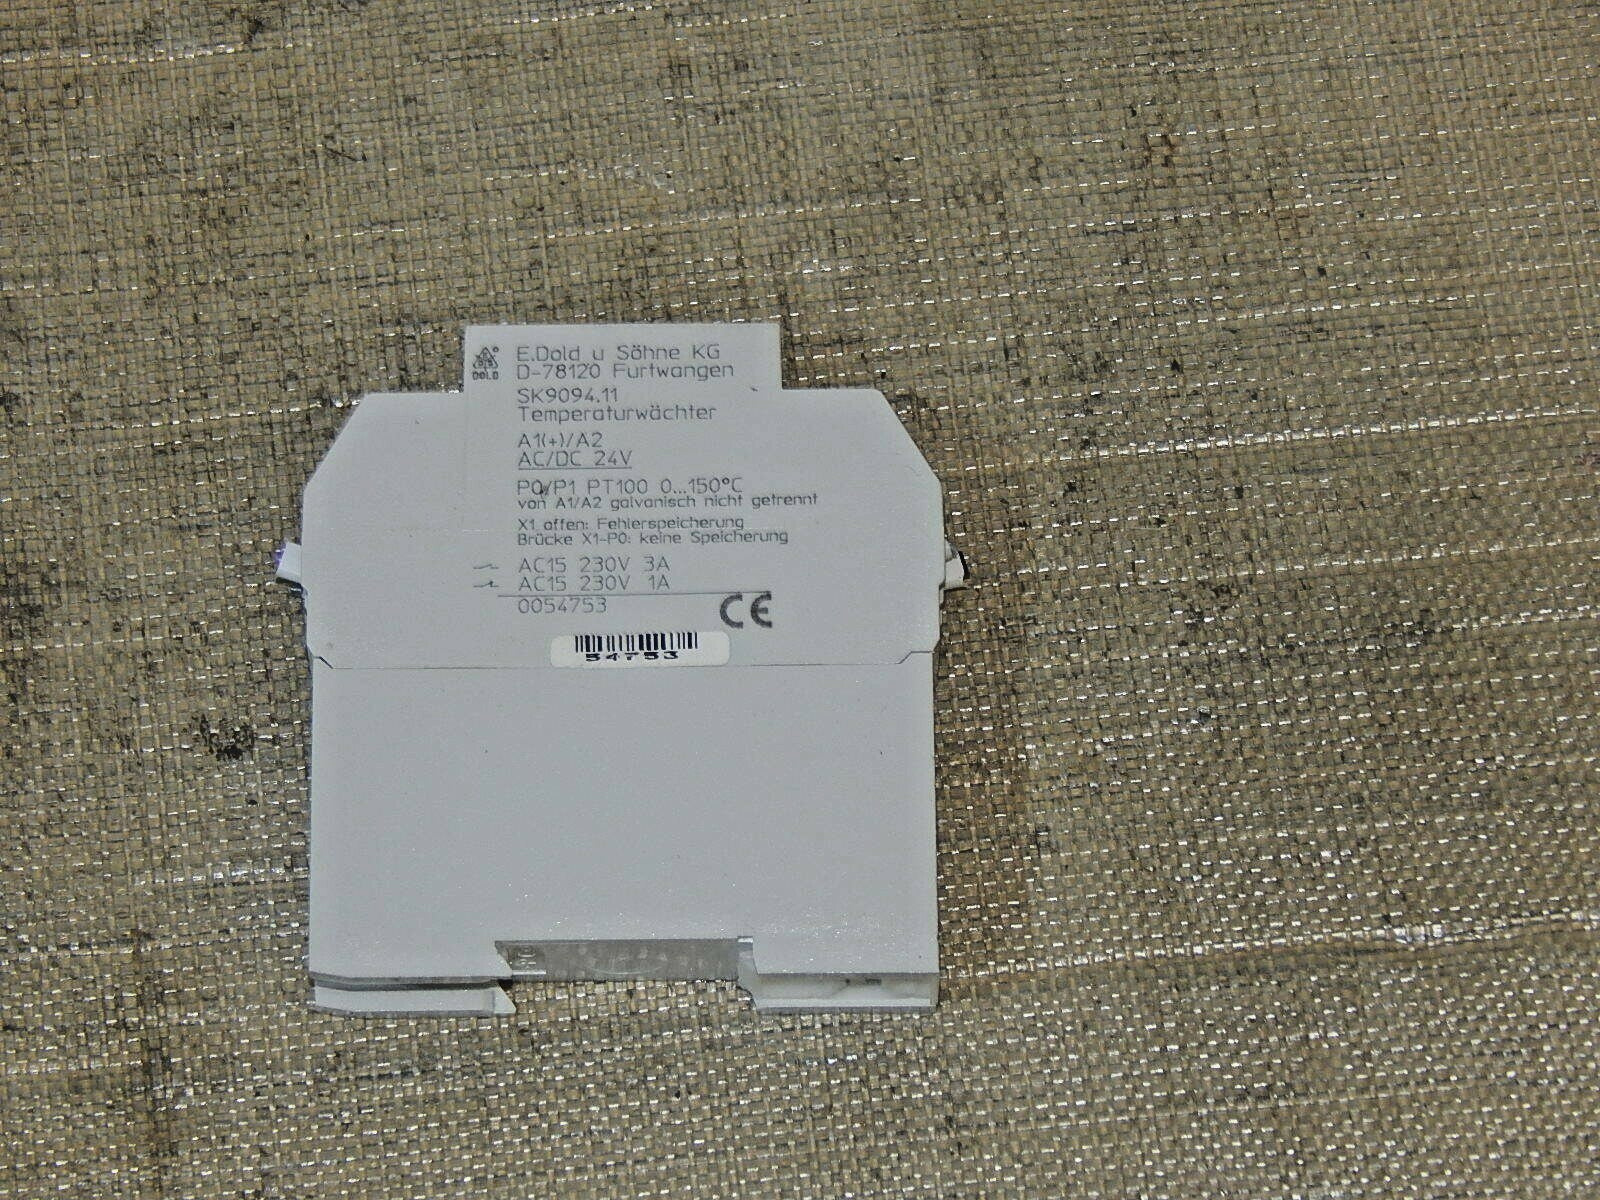 DOLD
E.Dold u Söhne KG
D-78120 Furtwangen
SK9094.11
Temperaturwächter
A1(+)/A2
AC/DC 24V
P0/P1 PT100 0...150°C
von A1/A2 galvanisch nicht getrennt
X1 offen: Fehlerspeicherung
Brücke X1-P0: keine Speicherung
AC15 230V 3A
AC15 230V 1A
0054753
CE
54753